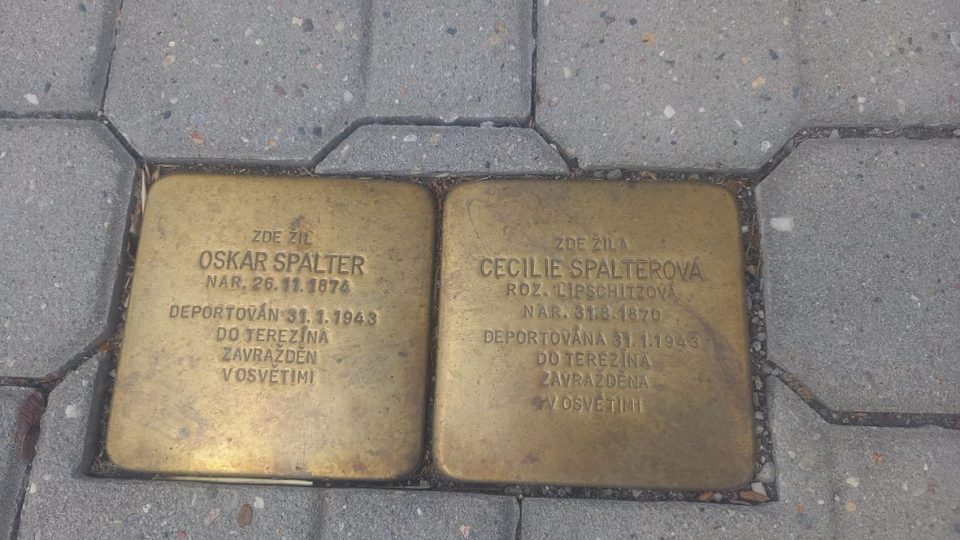 ZDE ŽIL
OSKAR SPALTER
NAR. 26.11.1874
DEPORTOVÁN 31.1.1943
DO TEREZÍNA
ZAVRAŽDĚN
V OSVĚTIMI
ZDE ŽILA
CECILIE SPALTEROVÁ
ROZ. LIPSCHITZOVÁ
NAR. 31.8.1870
DEPORTOVÁNA 31.1.1943
DO TEREZÍNA
ZAVRAŽDĚNA
V OSVĚTIMI